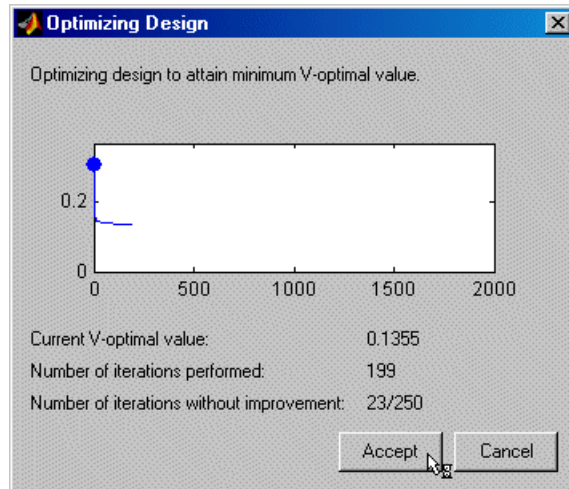 Optimizing Design
Optimizing design to attain minimum V-optimal value.
0.2
0
0 500 1000 1500 2000
Current V-optimal value: 0.1355
Number of iterations performed: 199
Number of iterations without improvement: 23/250
Accept Cancel